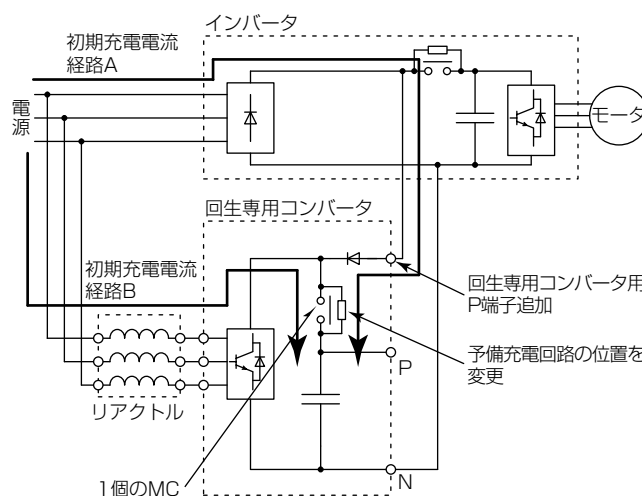 インバータ
初期充電電流
経路A
電源
モータ
回生専用コンバータ
初期充電電流
経路B
回生専用コンバータ用
P端子追加
P
予備充電回路の位置を
変更
リアクトル
N
1個のMC